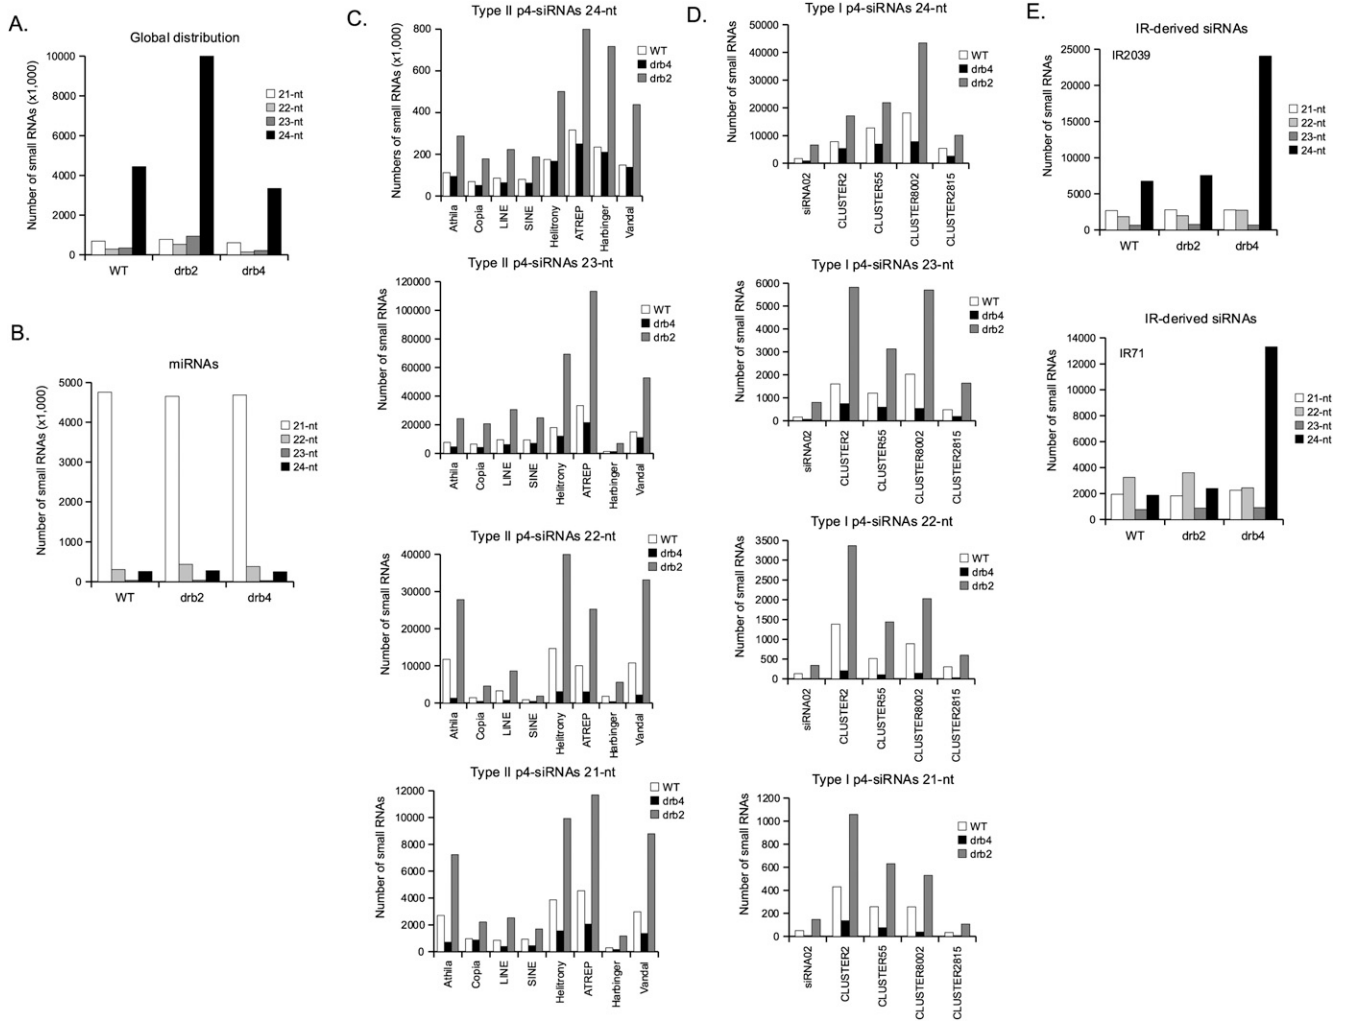 A.
Global distribution
Number of small RNAs (x1,000)
10000
8000
6000
4000
2000
0
21-nt
22-nt
23-nt
24-nt
WT drb2 drb4
B.
miRNAs
Number of small RNAs (x1,000)
5000
4000
3000
2000
1000
0
21-nt
22-nt
23-nt
24-nt
WT drb2 drb4
C.
Type II p4-siRNAs 24-nt
Numbers of small RNAs (x1,000)
800
600
400
200
0
WT
drb4
drb2
Athila Copia LINE SINE Helitrony ATREP Harbinger Vandal
Type II p4-siRNAs 23-nt
Number of small RNAs
120000
100000
80000
60000
40000
20000
0
WT
drb4
drb2
Athila Copia LINE SINE Helitrony ATREP Harbinger Vandal
Type II p4-siRNAs 22-nt
Number of small RNAs
40000
30000
20000
10000
0
WT
drb4
drb2
Athila Copia LINE SINE Helitrony ATREP Harbinger Vandal
Type II p4-siRNAs 21-nt
Number of small RNAs
12000
10000
8000
6000
4000
2000
0
WT
drb4
drb2
Athila Copia LINE SINE Helitrony ATREP Harbinger Vandal
D.
Type I p4-siRNAs 24-nt
Number of small RNAs
50000
40000
30000
20000
10000
0
WT
drb4
drb2
siRNA02 CLUSTER2 CLUSTER55 CLUSTER8002 CLUSTER2815
Type I p4-siRNAs 23-nt
Number of small RNAs
6000
5000
4000
3000
2000
1000
0
WT
drb4
drb2
siRNA02 CLUSTER2 CLUSTER55 CLUSTER8002 CLUSTER2815
Type I p4-siRNAs 22-nt
Number of small RNAs
3500
3000
2500
2000
1500
1000
500
0
WT
drb4
drb2
siRNA02 CLUSTER2 CLUSTER55 CLUSTER8002 CLUSTER2815
Type I p4-siRNAs 21-nt
Number of small RNAs
1200
1000
800
600
400
200
0
WT
drb4
drb2
siRNA02 CLUSTER2 CLUSTER55 CLUSTER8002 CLUSTER2815
E.
IR-derived siRNAs
IR2039
Number of small RNAs
25000
20000
15000
10000
5000
0
21-nt
22-nt
23-nt
24-nt
WT drb2 drb4
IR-derived siRNAs
IR71
Number of small RNAs
14000
12000
10000
8000
6000
4000
2000
0
21-nt
22-nt
23-nt
24-nt
WT drb2 drb4